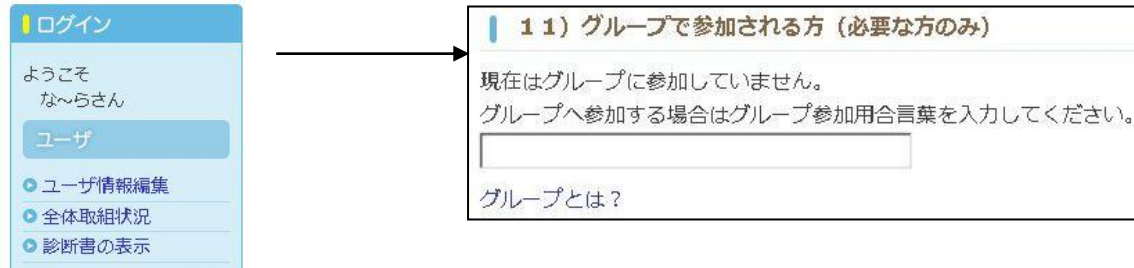 ログイン
ようこそ
な～らさん
ユーザ
ユーザ情報編集
全体取組状況
診断書の表示
１１）グループで参加される方（必要な方のみ）
現在はグループに参加していません。
グループへ参加する場合はグループ参加用合言葉を入力してください。
グループとは？